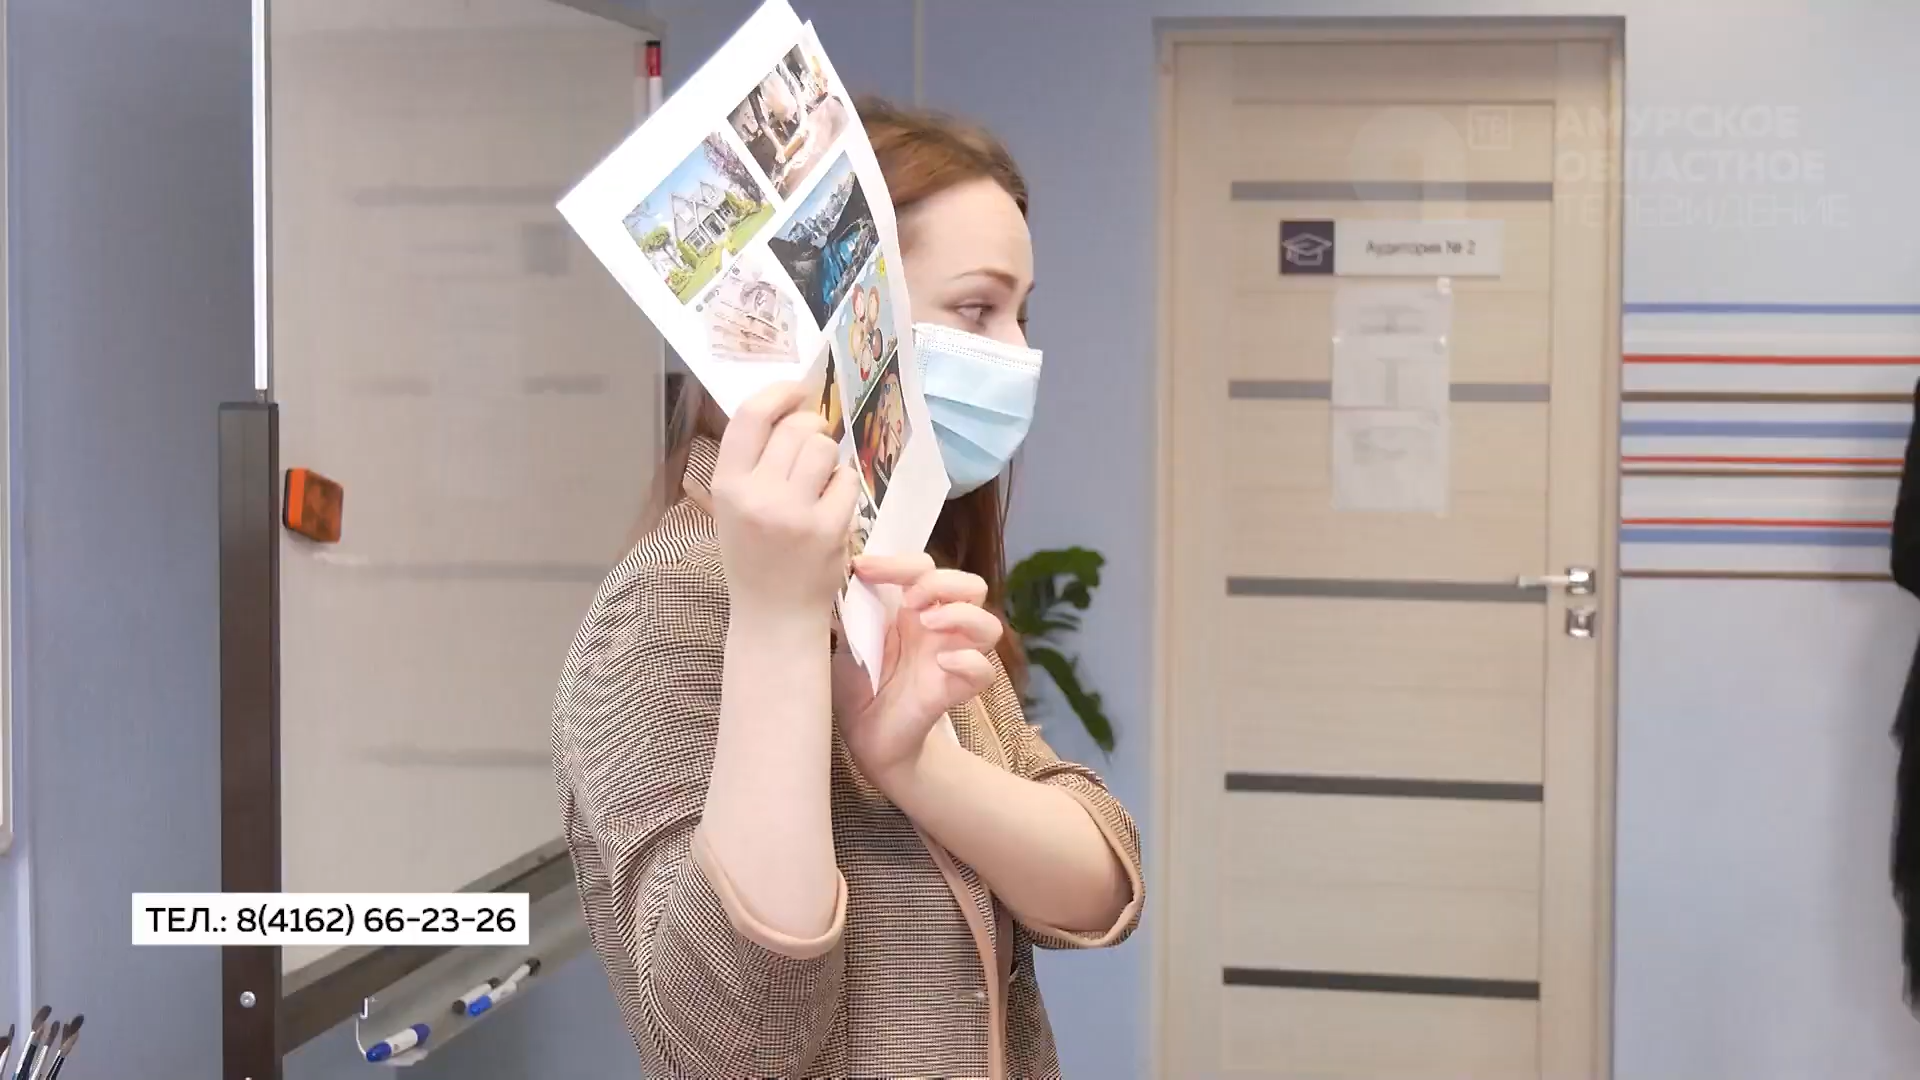 АМУРСКОЕ
ОБЛАСТНОЕ
ТЕЛЕВИДЕНИЕ
Аудитория № 2
ТЕЛ.: 8(4162) 66-23-26